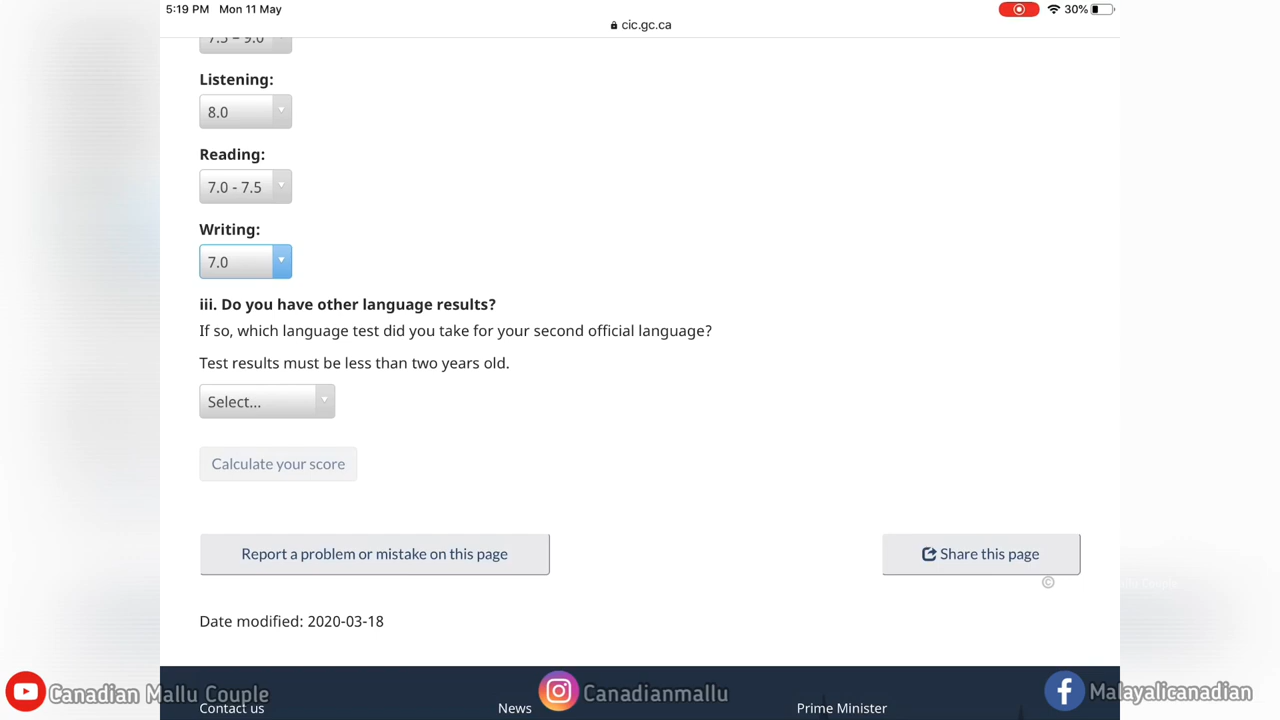 5:19 PM Mon 11 May
30%
cic.gc.ca
7.5 – 9.0
Listening:
8.0
Reading:
7.0 - 7.5
Writing:
7.0
iii. Do you have other language results?
If so, which language test did you take for your second official language?
Test results must be less than two years old.
Select...
Calculate your score
Report a problem or mistake on this page
Share this page
©
Date modified: 2020-03-18
Canadian Mallu Couple
Canadianmallu
Malayalicanadian
Contact us
News
Prime Minister